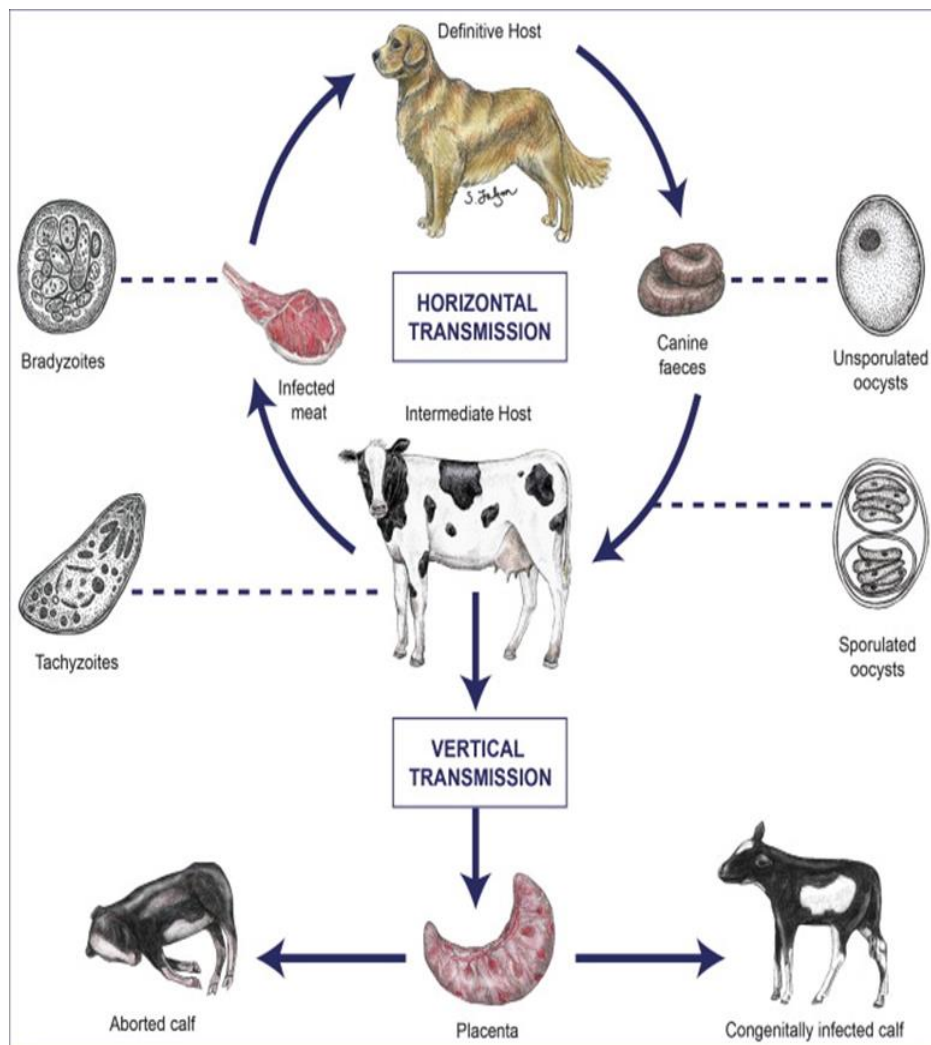 Definitive Host
S. Falzon
HORIZONTAL
TRANSMISSION
Bradyzoites
Infected
meat
Canine
faeces
Unsporulated
oocysts
Intermediate Host
Tachyzoites
Sporulated
oocysts
VERTICAL
TRANSMISSION
Aborted calf
Placenta
Congenitally infected calf